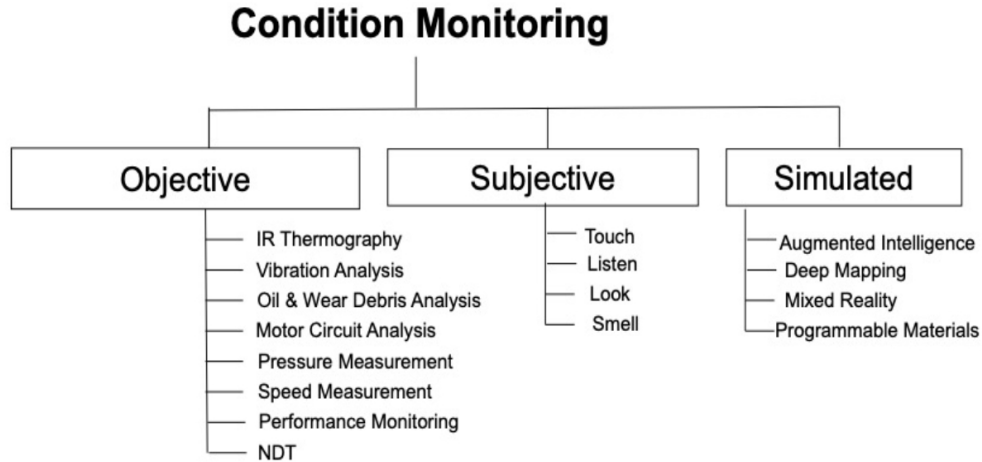 Condition Monitoring
Objective
IR Thermography
Vibration Analysis
Oil & Wear Debris Analysis
Motor Circuit Analysis
Pressure Measurement
Speed Measurement
Performance Monitoring
NDT
Subjective
Touch
Listen
Look
Smell
Simulated
Augmented Intelligence
Deep Mapping
Mixed Reality
Programmable Materials